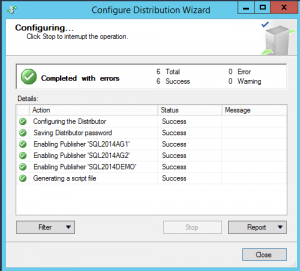 Configure Distribution Wizard
Configuring...
Click Stop to interrupt the operation.
Completed with errors
6 Total 0 Error
6 Success 0 Warning
Details:
Action Status Message
Configuring the Distributor Success
Saving Distributor password Success
Enabling Publisher 'SQL2014AG1' Success
Enabling Publisher 'SQL2014AG2' Success
Enabling Publisher 'SQL2014DEMO' Success
Generating a script file Success
Filter Stop Report
Close